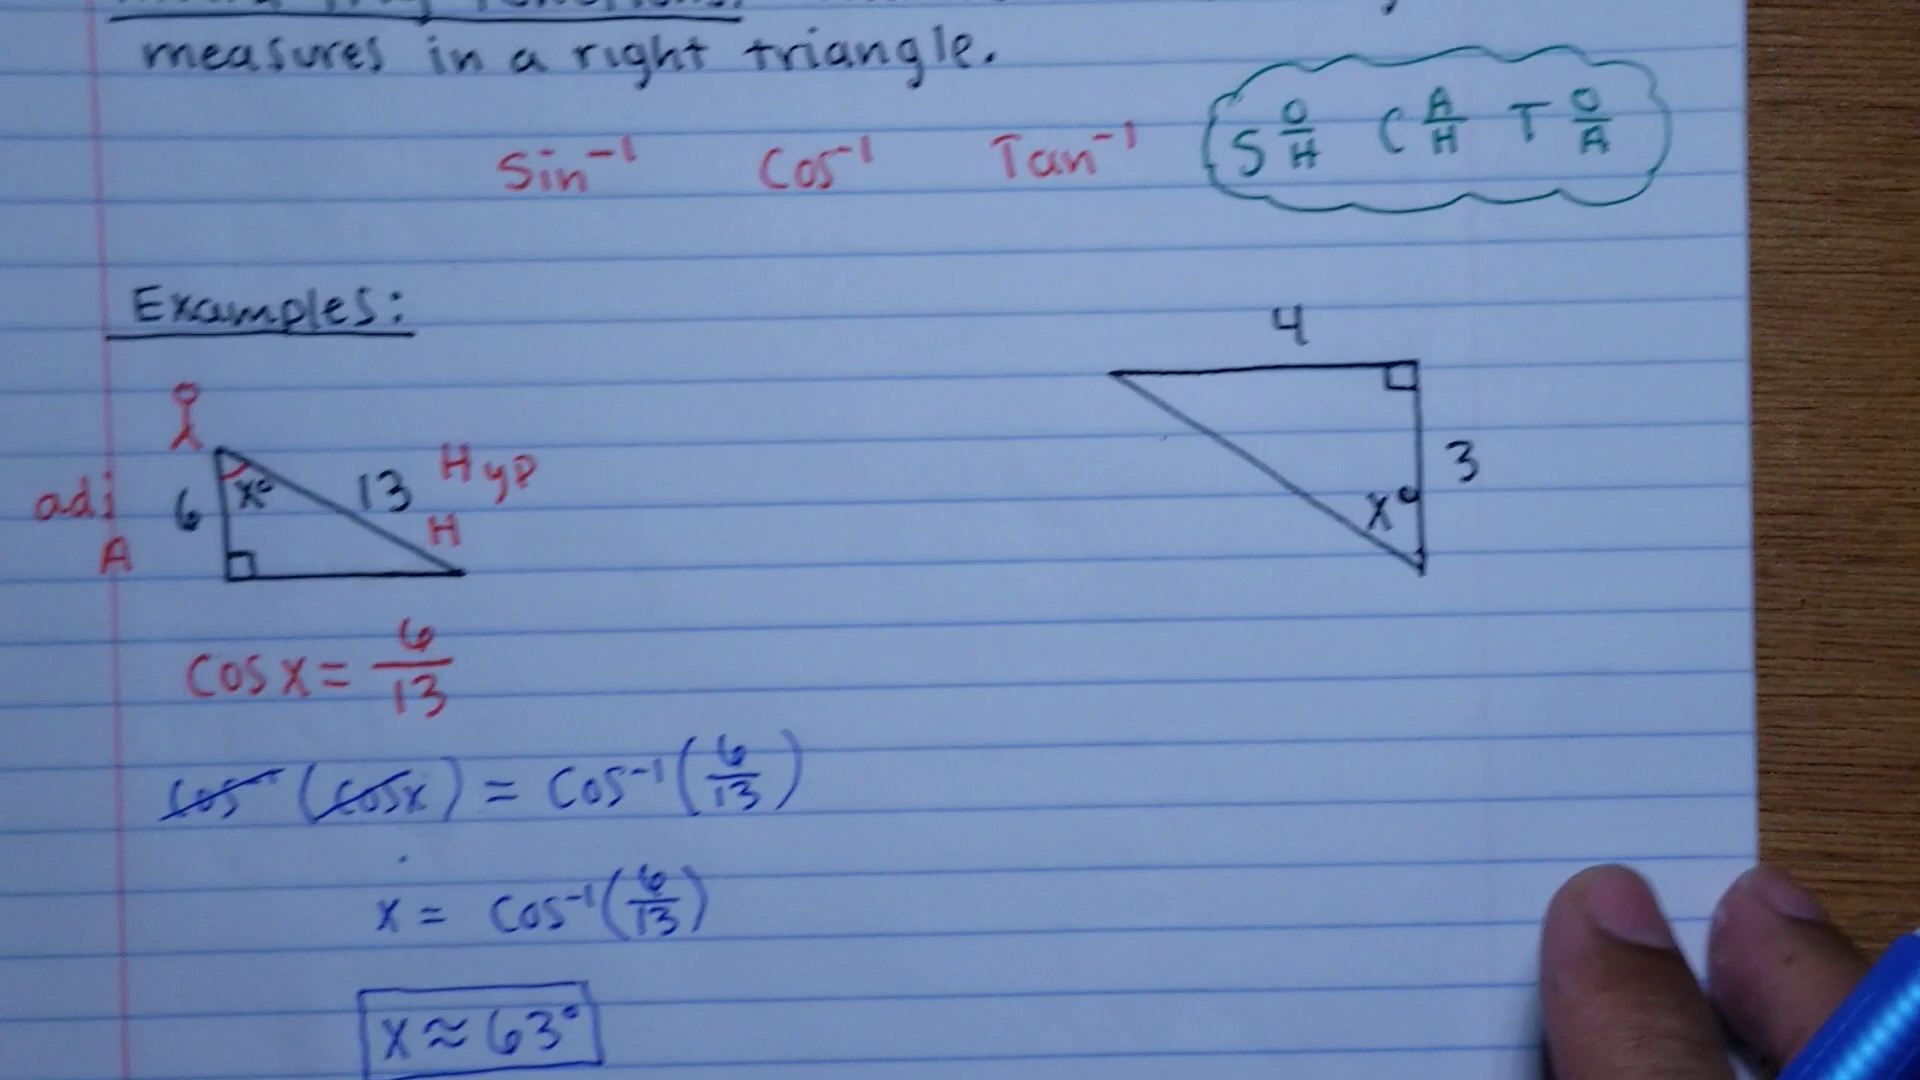 measures in a right triangle.
Sin⁻¹ Cos⁻¹ Tan⁻¹
S O/H C A/H T O/A
Examples:
adj
A
6
x°
13
Hyp
H
4
3
x°
cos x = 6/13
cos⁻¹(cosx) = cos⁻¹(6/13)
x = cos⁻¹(6/13)
x ≈ 63°